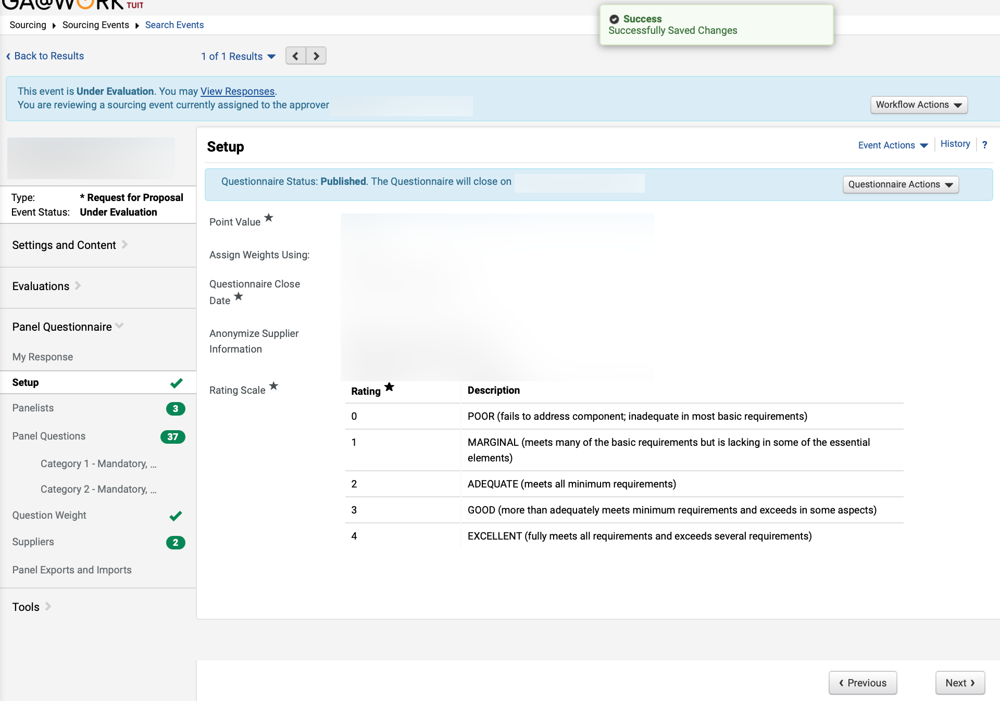 GA@WORK TUIT
Sourcing Sourcing Events Search Events
Success
Successfully Saved Changes
Back to Results
1 of 1 Results
This event is Under Evaluation. You may View Responses.
You are reviewing a sourcing event currently assigned to the approver
Workflow Actions
Type: * Request for Proposal
Event Status: Under Evaluation
Settings and Content
Evaluations
Panel Questionnaire
My Response
Setup
Panelists 3
Panel Questions 37
Category 1 - Mandatory, ...
Category 2 - Mandatory, ...
Question Weight
Suppliers 2
Panel Exports and Imports
Tools
Setup
Event Actions History ?
Questionnaire Status: Published. The Questionnaire will close on
Questionnaire Actions
Point Value ★
Assign Weights Using:
Questionnaire Close
Date ★
Anonymize Supplier
Information
Rating Scale ★
Rating ★ Description
0 POOR (fails to address component; inadequate in most basic requirements)
1 MARGINAL (meets many of the basic requirements but is lacking in some of the essential
elements)
2 ADEQUATE (meets all minimum requirements)
3 GOOD (more than adequately meets minimum requirements and exceeds in some aspects)
4 EXCELLENT (fully meets all requirements and exceeds several requirements)
Previous
Next